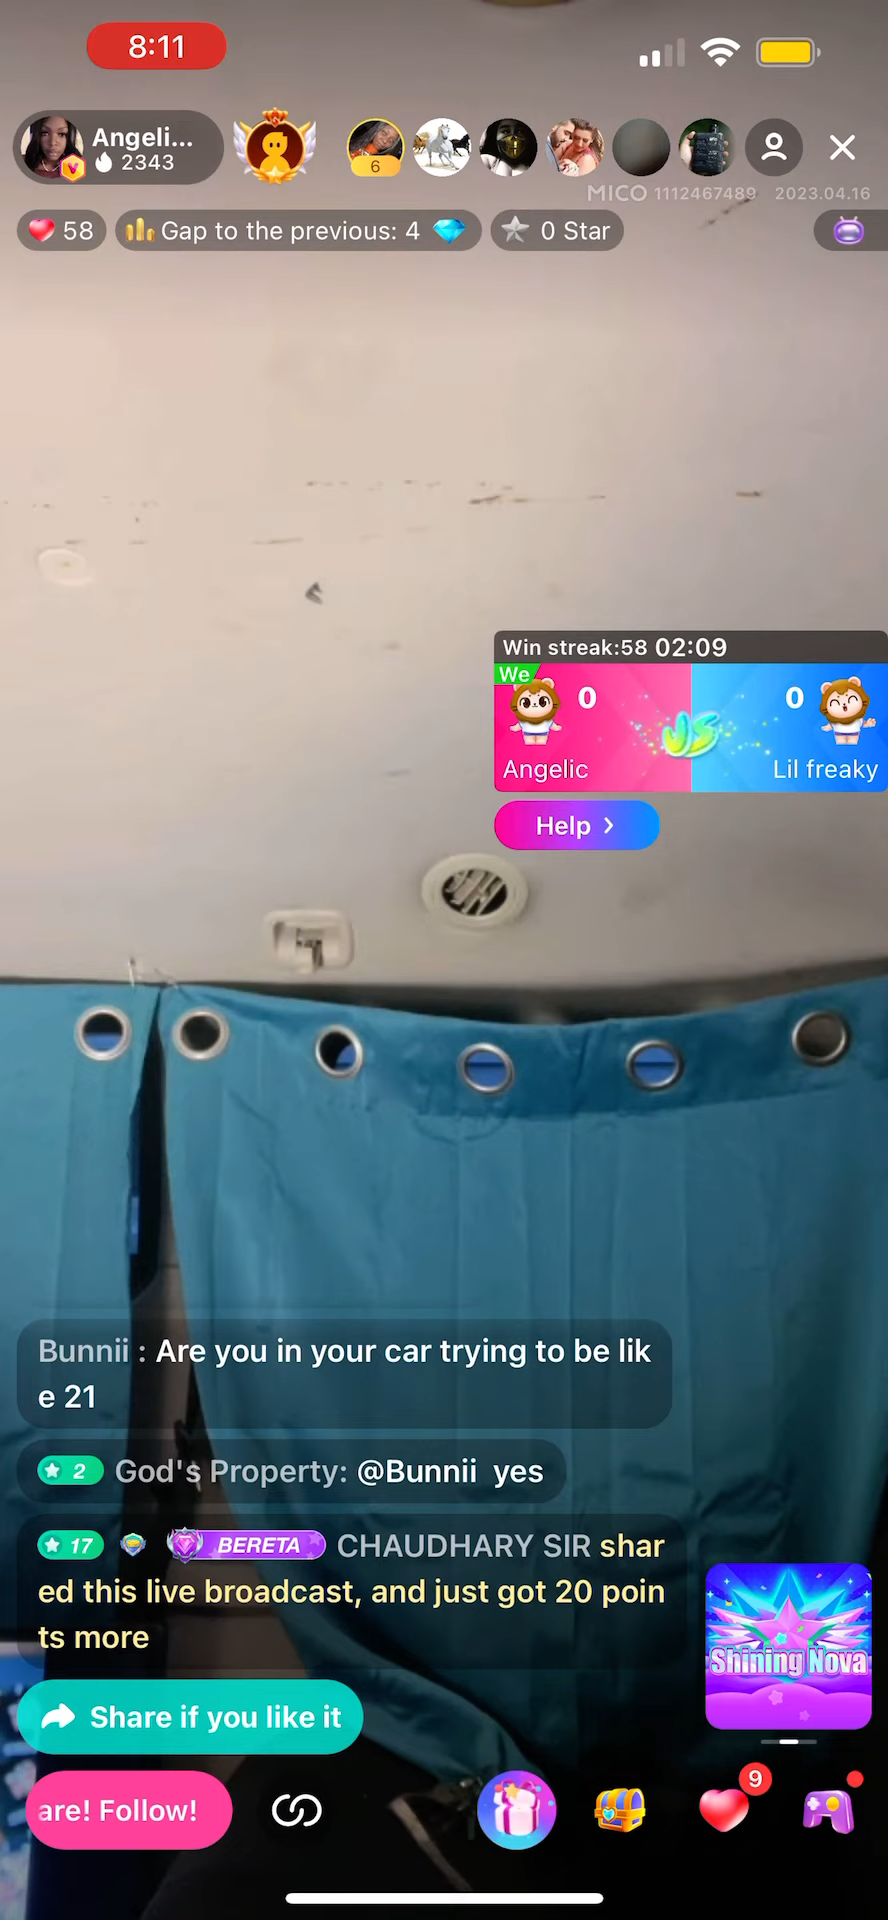 8:11
Angeli...
2343
6
MICO 1112467489 2023.04.16
58
Gap to the previous: 4
0 Star
Win streak:58 02:09
We
0
0
Angelic
Lil freaky
Help
Bunnii : Are you in your car trying to be lik
e 21
2 God's Property: @Bunnii yes
17 BERETA CHAUDHARY SIR shar
ed this live broadcast, and just got 20 poin
ts more
Shining Nova
Share if you like it
are! Follow!
9